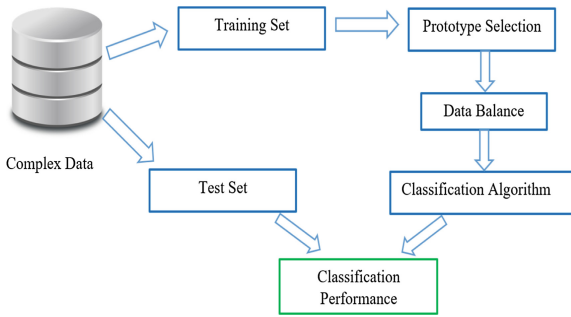 Training Set
Prototype Selection
Data Balance
Complex Data
Test Set
Classification Algorithm
Classification
Performance